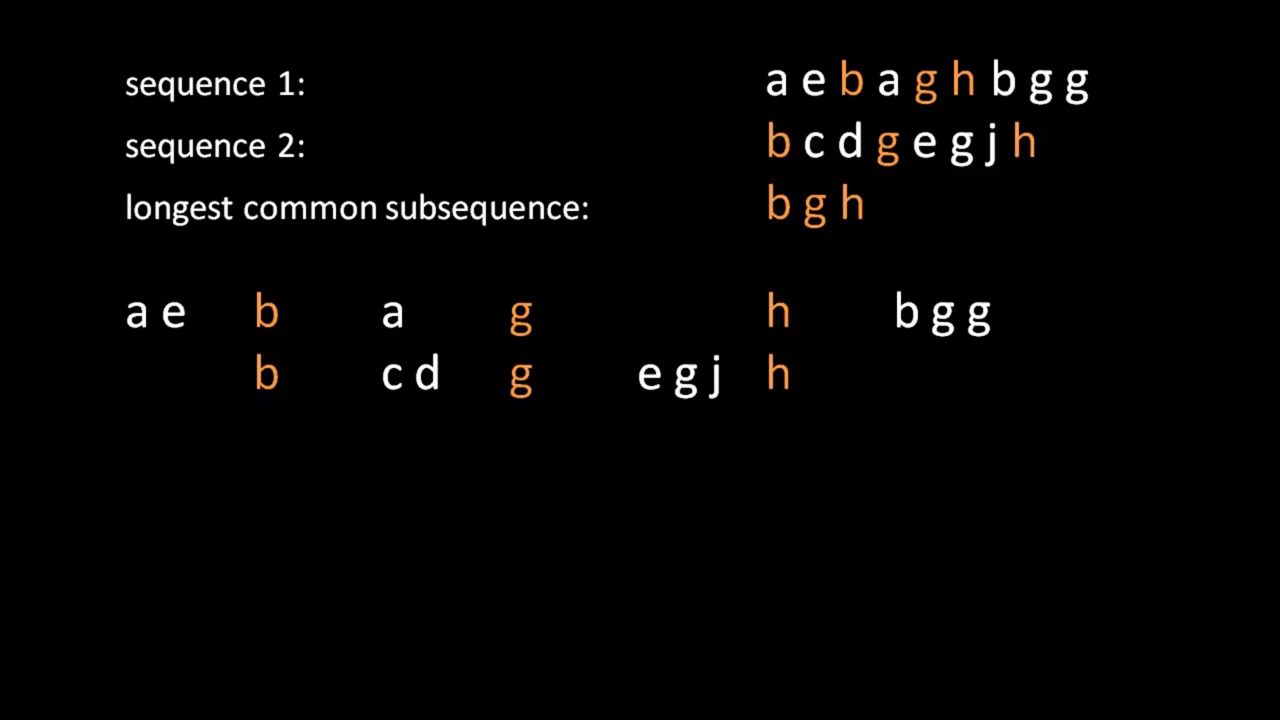 sequence 1: a e b a g h b g g
sequence 2: b c d g e g j h
longest common subsequence: b g h
a e b a g h b g g
b c d g e g j h